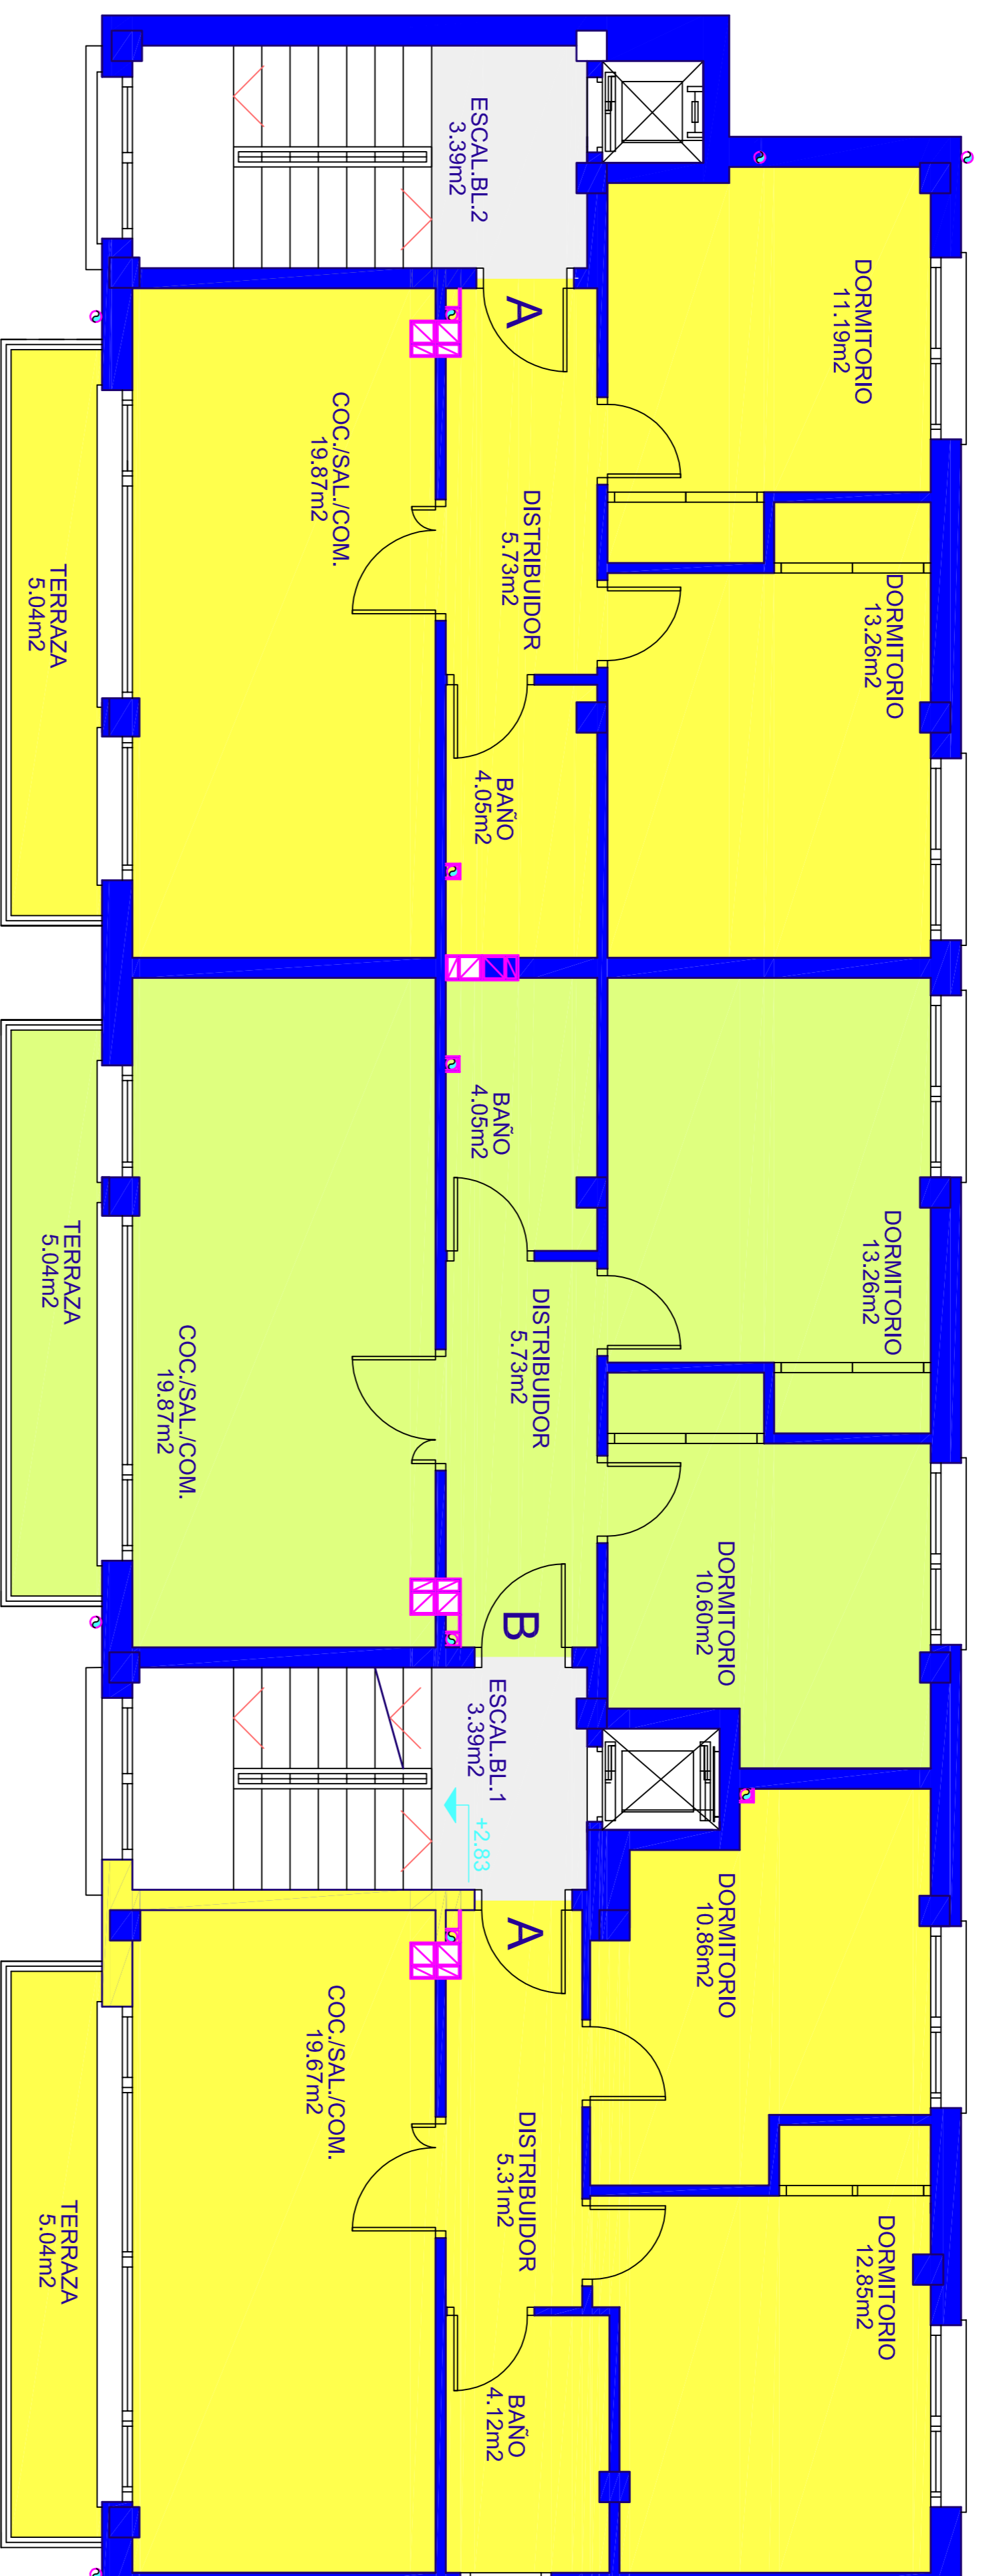 ESCAL.BL.2
3.39m2
A
DORMITORIO
11.19m2
COC./SAL./COM.
19.87m2
DISTRIBUIDOR
5.73m2
DORMITORIO
13.26m2
TERRAZA
5.04m2
BAÑO
4.05m2
BAÑO
4.05m2
DORMITORIO
13.26m2
TERRAZA
5.04m2
DISTRIBUIDOR
5.73m2
COC./SAL./COM.
19.87m2
DORMITORIO
10.60m2
B
ESCAL.BL.1
3.39m2
+2.83
A
DORMITORIO
10.86m2
COC./SAL./COM.
19.67m2
DISTRIBUIDOR
5.31m2
DORMITORIO
12.85m2
TERRAZA
5.04m2
BAÑO
4.12m2